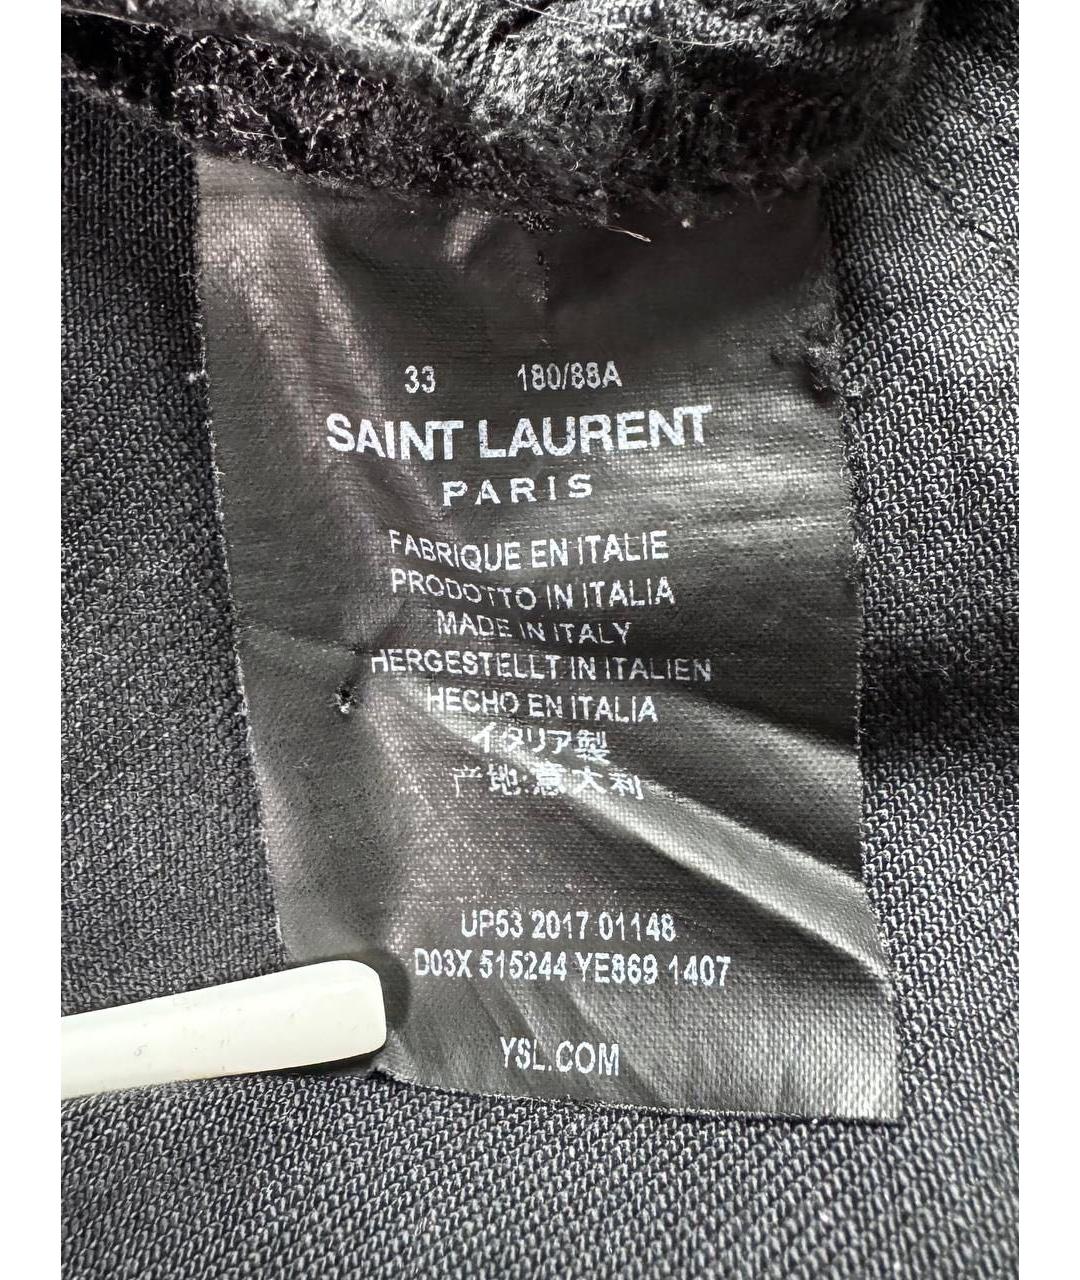 33 180/88A
SAINT LAURENT
PARIS
FABRIQUE EN ITALIE
PRODOTTO IN ITALIA
MADE IN ITALY
HERGESTELLT IN ITALIEN
HECHO EN ITALIA
イタリア製
产地:意大利
UP53 2017 01148
D03X 515244 YE869 1407
YSL.COM